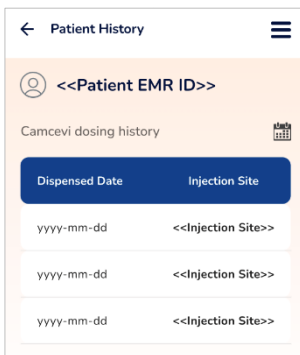 Patient History
<<Patient EMR ID>>
Camcevi dosing history
Dispensed Date Injection Site
yyyy-mm-dd <<Injection Site>>
yyyy-mm-dd <<Injection Site>>
yyyy-mm-dd <<Injection Site>>